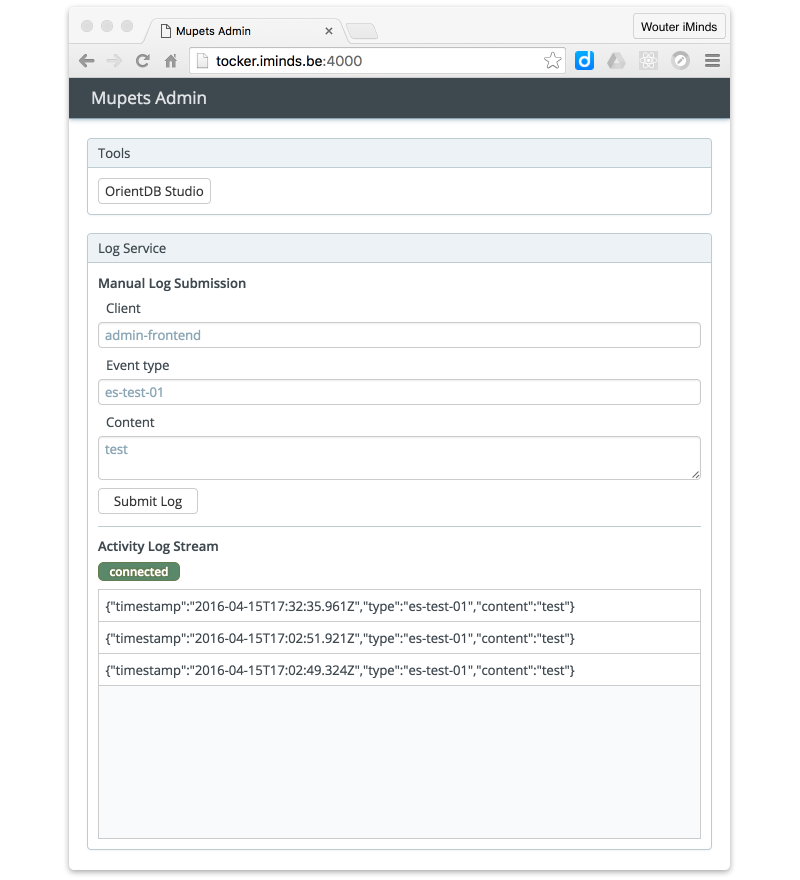 Mupets Admin
Wouter iMinds
tocker.iminds.be:4000
Mupets Admin
Tools
OrientDB Studio
Log Service
Manual Log Submission
Client
admin-frontend
Event type
es-test-01
Content
test
Submit Log
Activity Log Stream
connected
{"timestamp":"2016-04-15T17:32:35.961Z","type":"es-test-01","content":"test"}
{"timestamp":"2016-04-15T17:02:51.921Z","type":"es-test-01","content":"test"}
{"timestamp":"2016-04-15T17:02:49.324Z","type":"es-test-01","content":"test"}